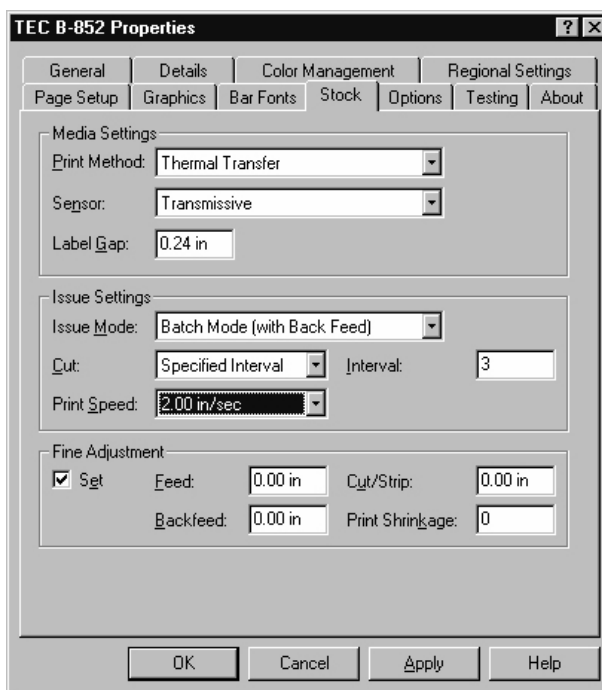 TEC B-852 Properties ? ×
General Details Color Management Regional Settings
Page Setup Graphics Bar Fonts Stock Options Testing About
Media Settings
Print Method: Thermal Transfer
Sensor: Transmissive
Label Gap: 0.24 in
Issue Settings
Issue Mode: Batch Mode (with Back Feed)
Cut: Specified Interval Interval: 3
Print Speed: 2.00 in/sec
Fine Adjustment
Set Feed: 0.00 in Cut/Strip: 0.00 in
Backfeed: 0.00 in Print Shrinkage: 0
OK Cancel Apply Help